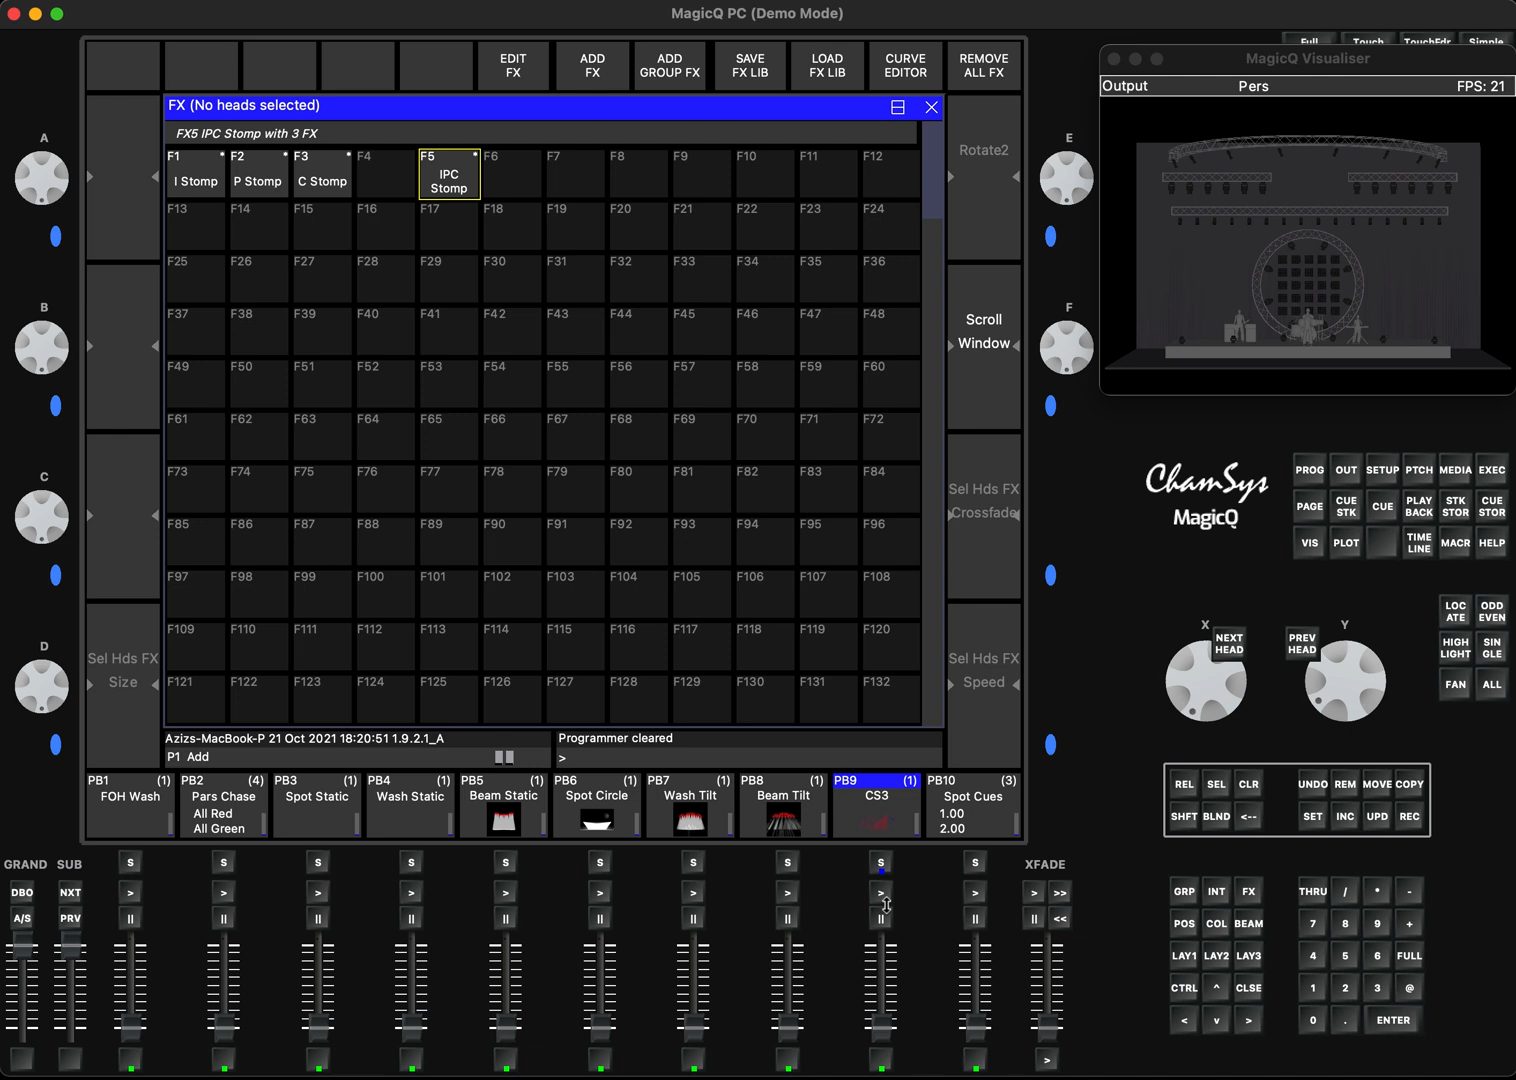 MagicQ PC (Demo Mode)
Full Touch TouchFdr Simple
EDIT FX
ADD FX
ADD GROUP FX
SAVE FX LIB
LOAD FX LIB
CURVE EDITOR
REMOVE ALL FX
MagicQ Visualiser
Output Pers FPS: 21
FX (No heads selected)
FX5 IPC Stomp with 3 FX
F1 * F2 * F3 * F4 F5 * F6 F7 F8 F9 F10 F11 F12
I Stomp P Stomp C Stomp IPC Stomp
F13 F14 F15 F16 F17 F18 F19 F20 F21 F22 F23 F24
F25 F26 F27 F28 F29 F30 F31 F32 F33 F34 F35 F36
F37 F38 F39 F40 F41 F42 F43 F44 F45 F46 F47 F48
F49 F50 F51 F52 F53 F54 F55 F56 F57 F58 F59 F60
F61 F62 F63 F64 F65 F66 F67 F68 F69 F70 F71 F72
F73 F74 F75 F76 F77 F78 F79 F80 F81 F82 F83 F84
F85 F86 F87 F88 F89 F90 F91 F92 F93 F94 F95 F96
F97 F98 F99 F100 F101 F102 F103 F104 F105 F106 F107 F108
F109 F110 F111 F112 F113 F114 F115 F116 F117 F118 F119 F120
F121 F122 F123 F124 F125 F126 F127 F128 F129 F130 F131 F132
A
B
C
D
Sel Hds FX
Size
Rotate2
Scroll
Window
Sel Hds FX
Crossfade
Sel Hds FX
Speed
E
F
Azizs-MacBook-P 21 Oct 2021 18:20:51 1.9.2.1_A
P1 Add
Programmer cleared
>
PB1 (1) PB2 (4) PB3 (1) PB4 (1) PB5 (1) PB6 (1) PB7 (1) PB8 (1) PB9 (1) PB10 (3)
FOH Wash Pars Chase Spot Static Wash Static Beam Static Spot Circle Wash Tilt Beam Tilt CS3 Spot Cues
All Red 1.00
All Green 2.00
GRAND SUB XFADE
S S S S S S S S S S
DBO NXT > > > > > > > > > > > >>
A/S PRV II II II II II II II II II II II <<
>
ChamSys
MagicQ
PROG OUT SETUP PTCH MEDIA EXEC
PAGE CUE STK CUE PLAY BACK STK STOR CUE STOR
VIS PLOT TIME LINE MACR HELP
X NEXT HEAD PREV HEAD Y
LOC ATE ODD EVEN
HIGH LIGHT SIN GLE
FAN ALL
REL SEL CLR UNDO REM MOVE COPY
SHFT BLND <-- SET INC UPD REC
GRP INT FX THRU / * -
POS COL BEAM 7 8 9 +
LAY1 LAY2 LAY3 4 5 6 FULL
CTRL ^ CLSE 1 2 3 @
< v > 0 . ENTER